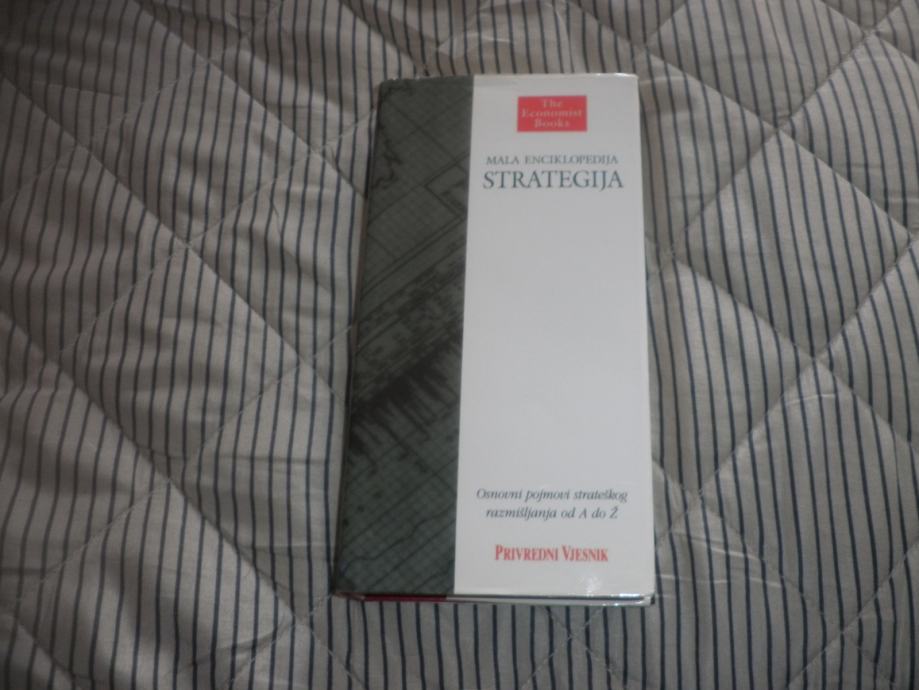 The
Economist
Books
MALA ENCIKLOPEDIJA
STRATEGIJA
Osnovni pojmovi strateškog
razmišljanja od A do Ž
PRIVREDNI VJESNIK